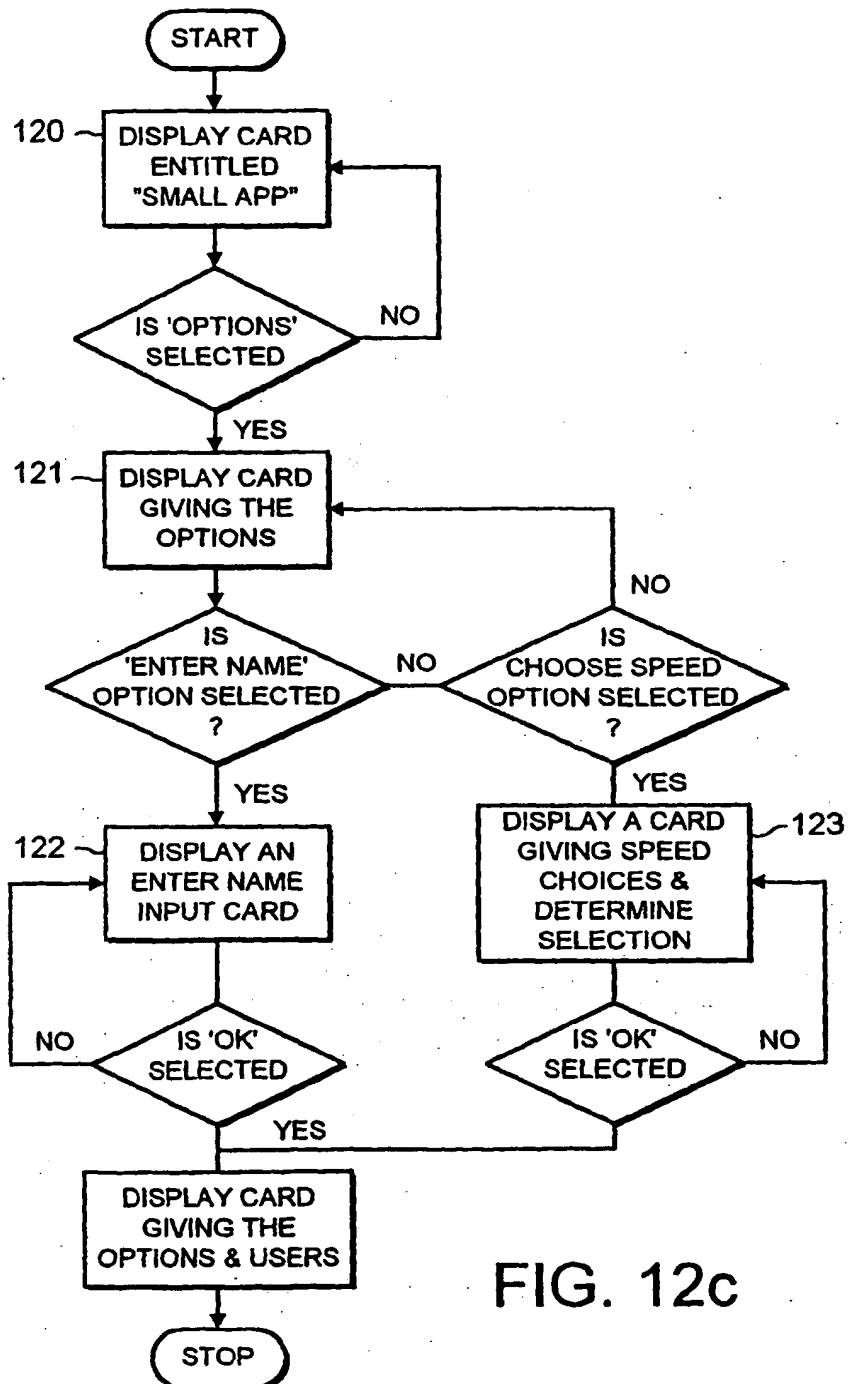 START
120
DISPLAY CARD
ENTITLED
"SMALL APP"
IS 'OPTIONS'
SELECTED
NO
YES
121
DISPLAY CARD
GIVING THE
OPTIONS
NO
IS
'ENTER NAME'
OPTION SELECTED
?
NO
IS
CHOOSE SPEED
OPTION SELECTED
?
YES
YES
122
DISPLAY AN
ENTER NAME
INPUT CARD
DISPLAY A CARD
GIVING SPEED
CHOICES &
DETERMINE
SELECTION
123
NO
IS 'OK'
SELECTED
IS 'OK'
SELECTED
NO
YES
DISPLAY CARD
GIVING THE
OPTIONS & USERS
FIG. 12c
STOP